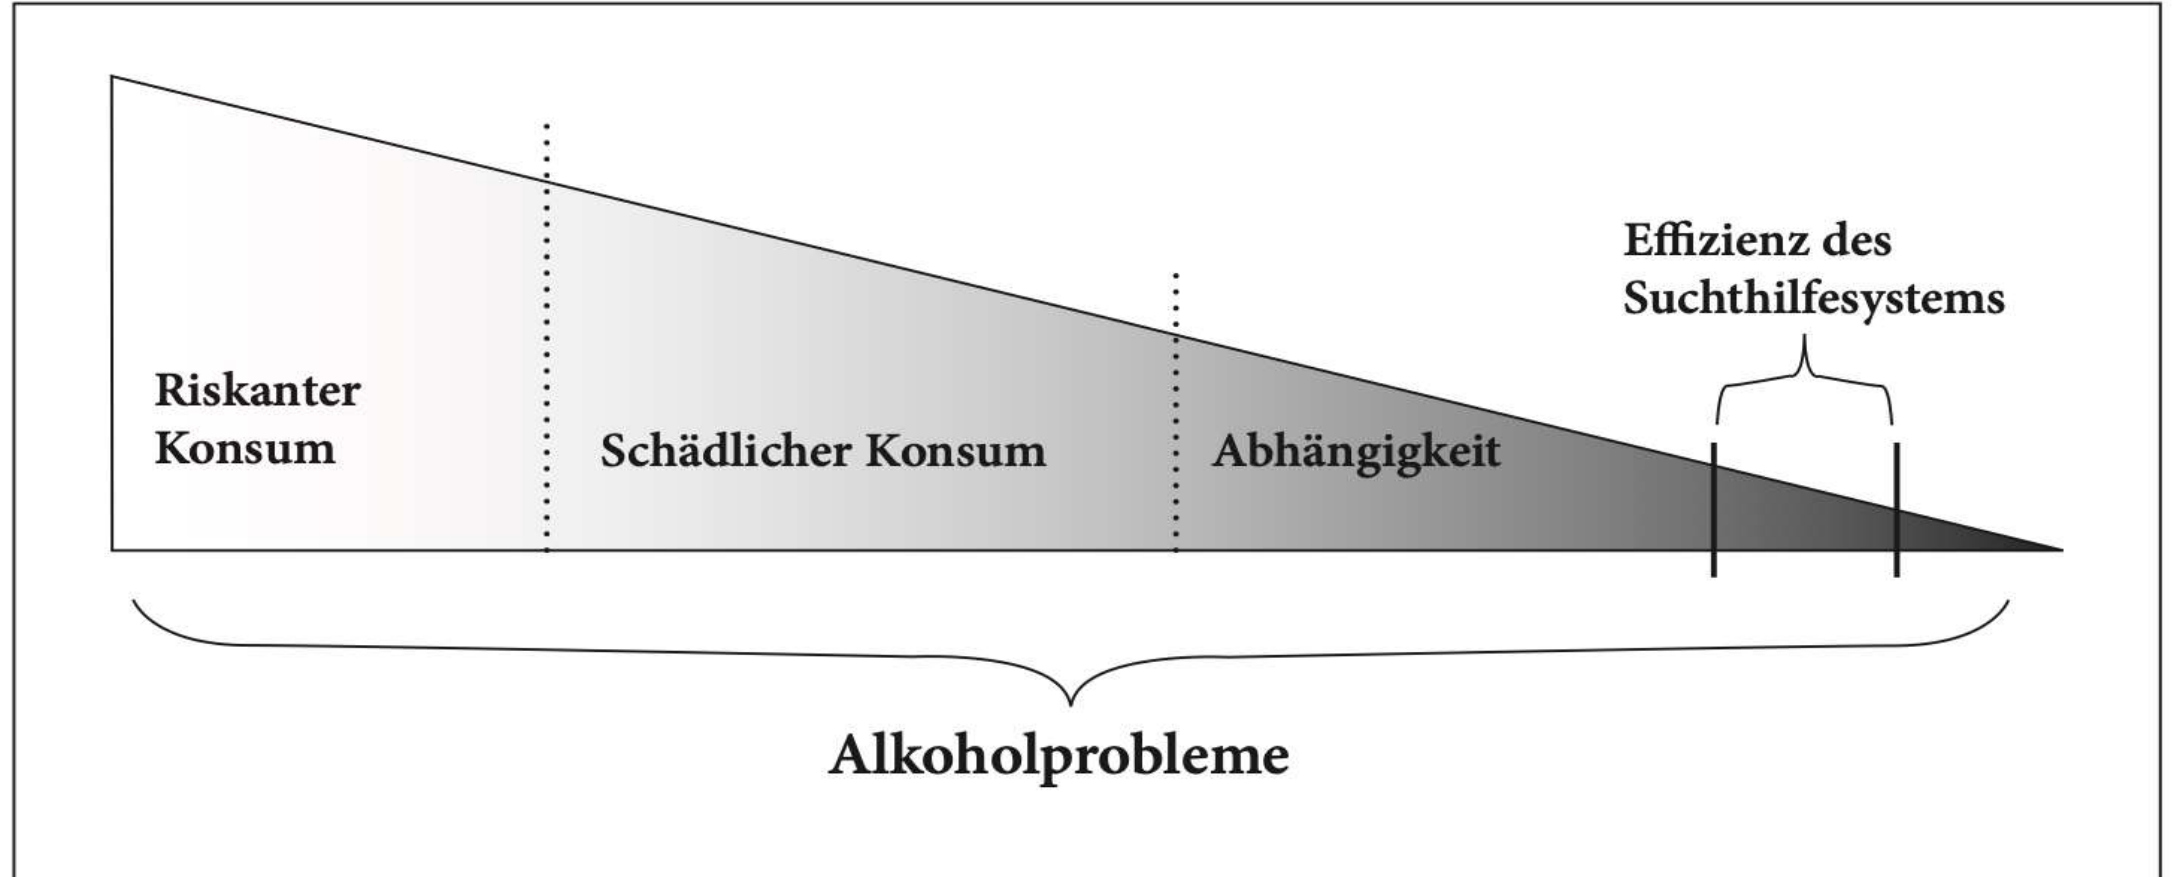 Effizienz des
Suchthilfesystems
Riskanter
Konsum
Schädlicher Konsum
Abhängigkeit
Alkoholprobleme